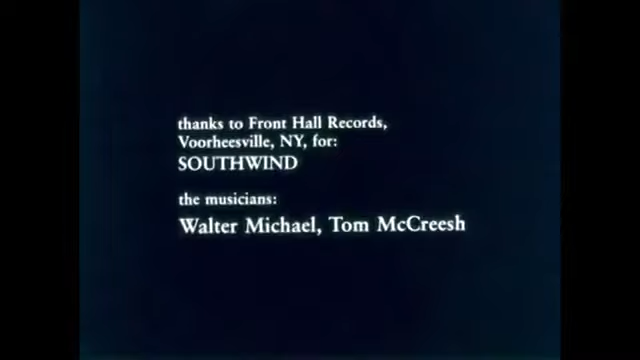 thanks to Front Hall Records,
Voorheesville, NY, for:
SOUTHWIND
the musicians:
Walter Michael, Tom McCreesh